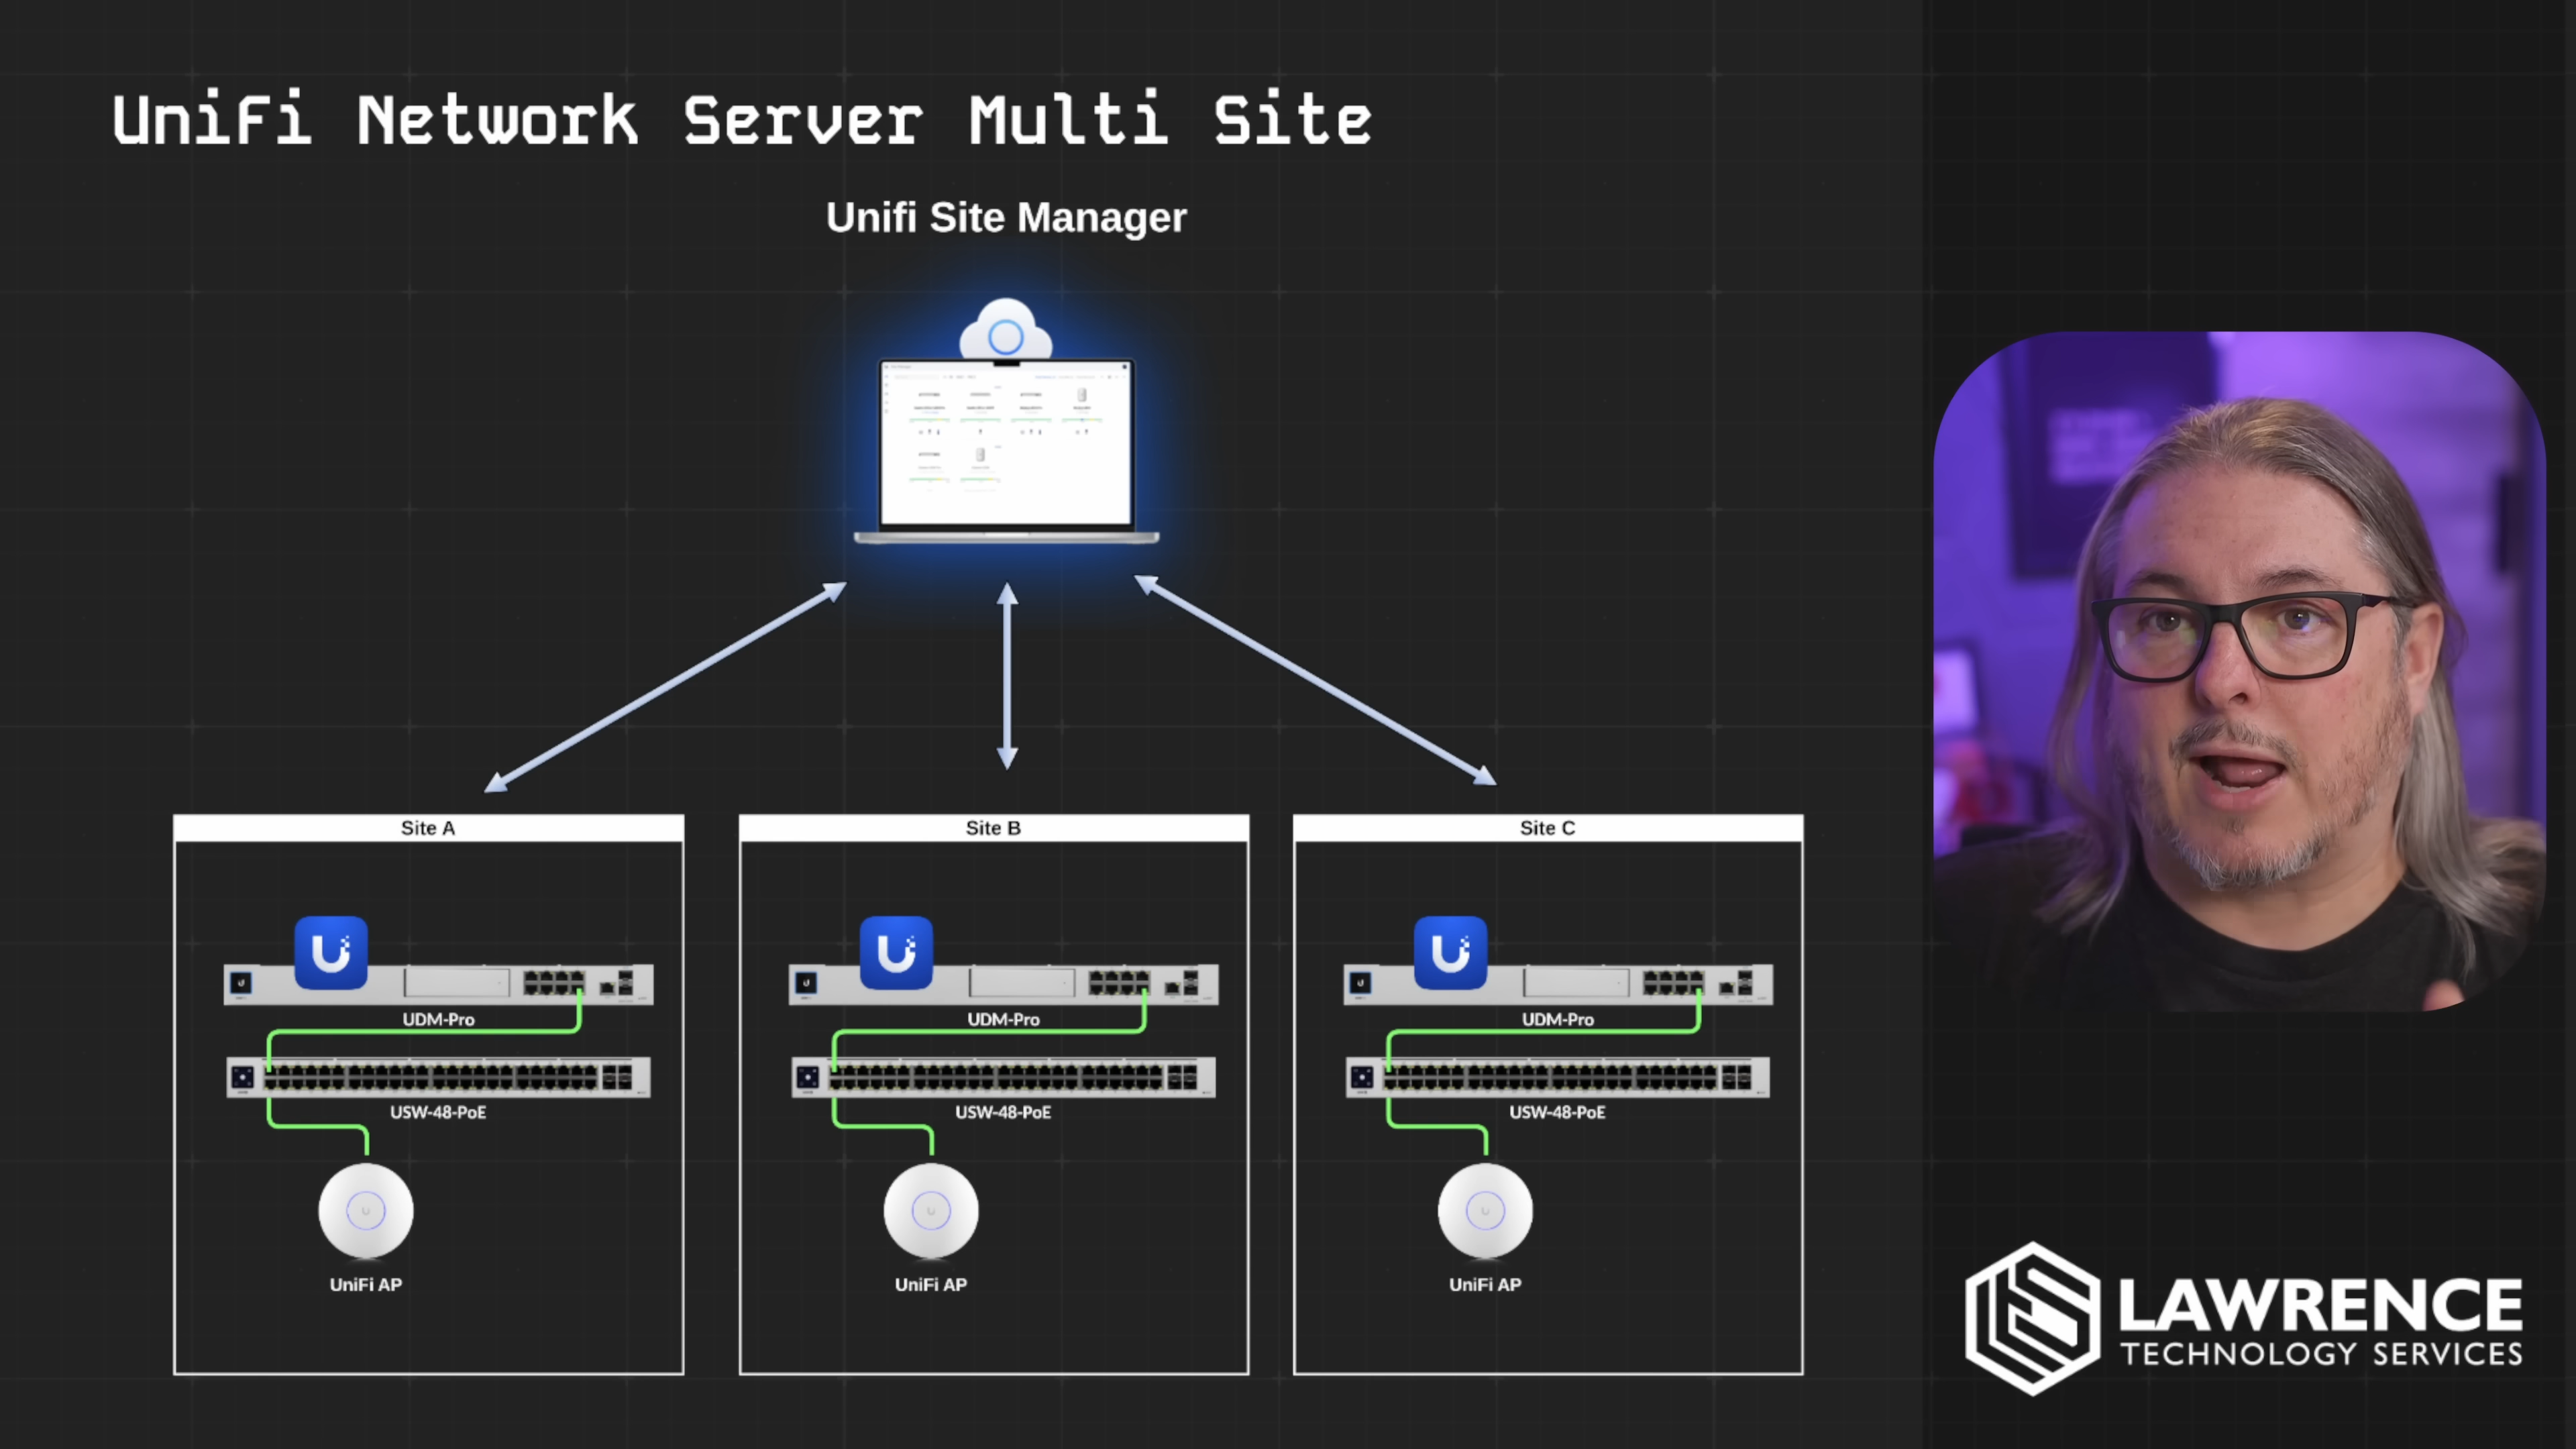 UniFi Network Server Multi Site
Unifi Site Manager
Site A
Site B
Site C
UDM-Pro
UDM-Pro
UDM-Pro
USW-48-PoE
USW-48-PoE
USW-48-PoE
UniFi AP
UniFi AP
UniFi AP
LAWRENCE
TECHNOLOGY SERVICES